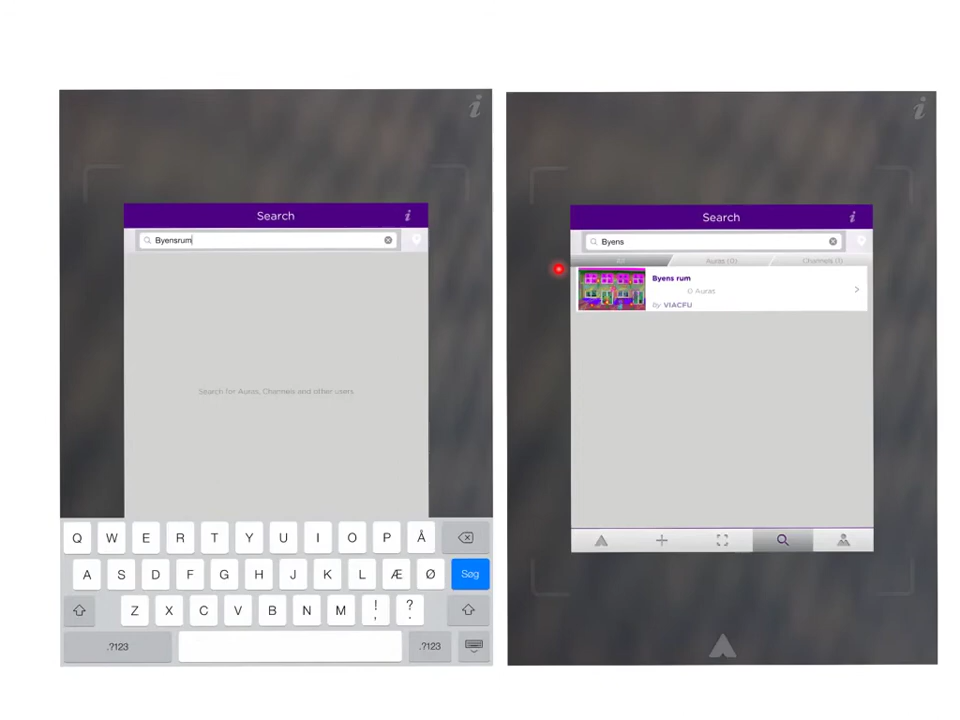 i
Search
i
Byensrum
Search for Auras, Channels and other users
Q W E R T Y U I O P Å
A S D F G H J K L Æ Ø Søg
Z X C V B N M ! , ? .
.?123 .?123
i
Search
i
Byens
All Auras (0) Channels (1)
Byens rum
0 Auras
by VIACFU